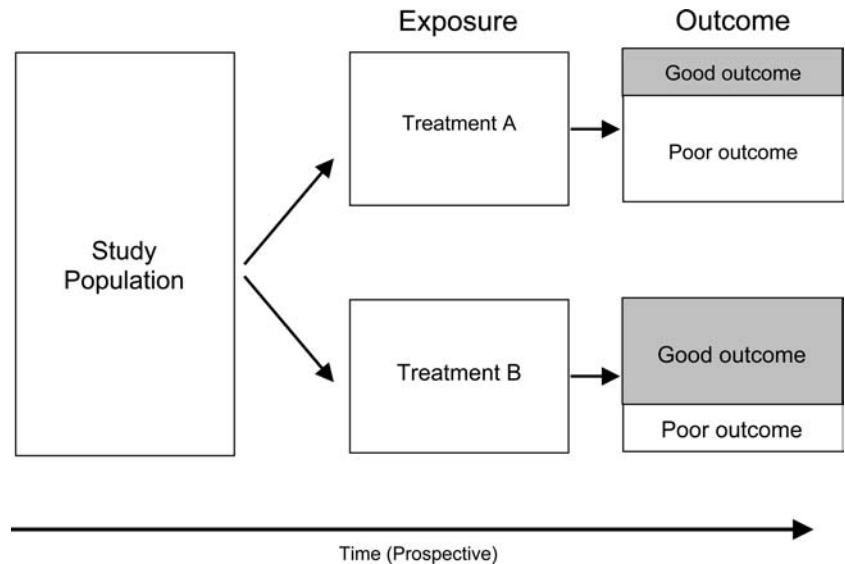 Exposure
Outcome
Study
Population
Treatment A
Good outcome
Poor outcome
Treatment B
Good outcome
Poor outcome
Time (Prospective)